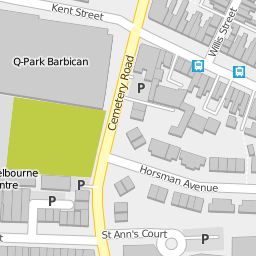 Kent Street
Willis Street
Q-Park Barbican
Cemetery Road
P
elbourne
entre
P
Horsman Avenue
P
St Ann's Court
P
t